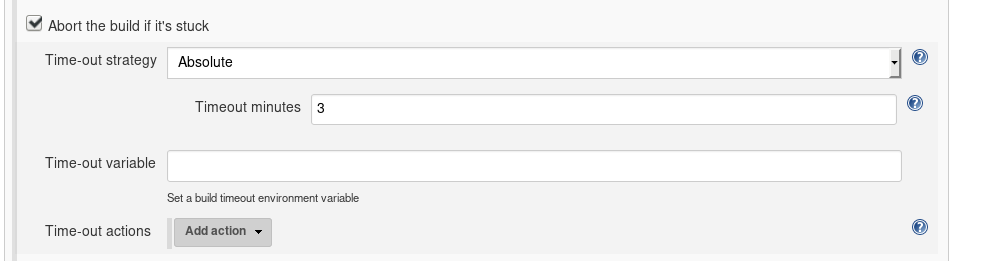 Abort the build if it's stuck
Time-out strategy Absolute
Timeout minutes 3
Time-out variable
Set a build timeout environment variable
Time-out actions Add action